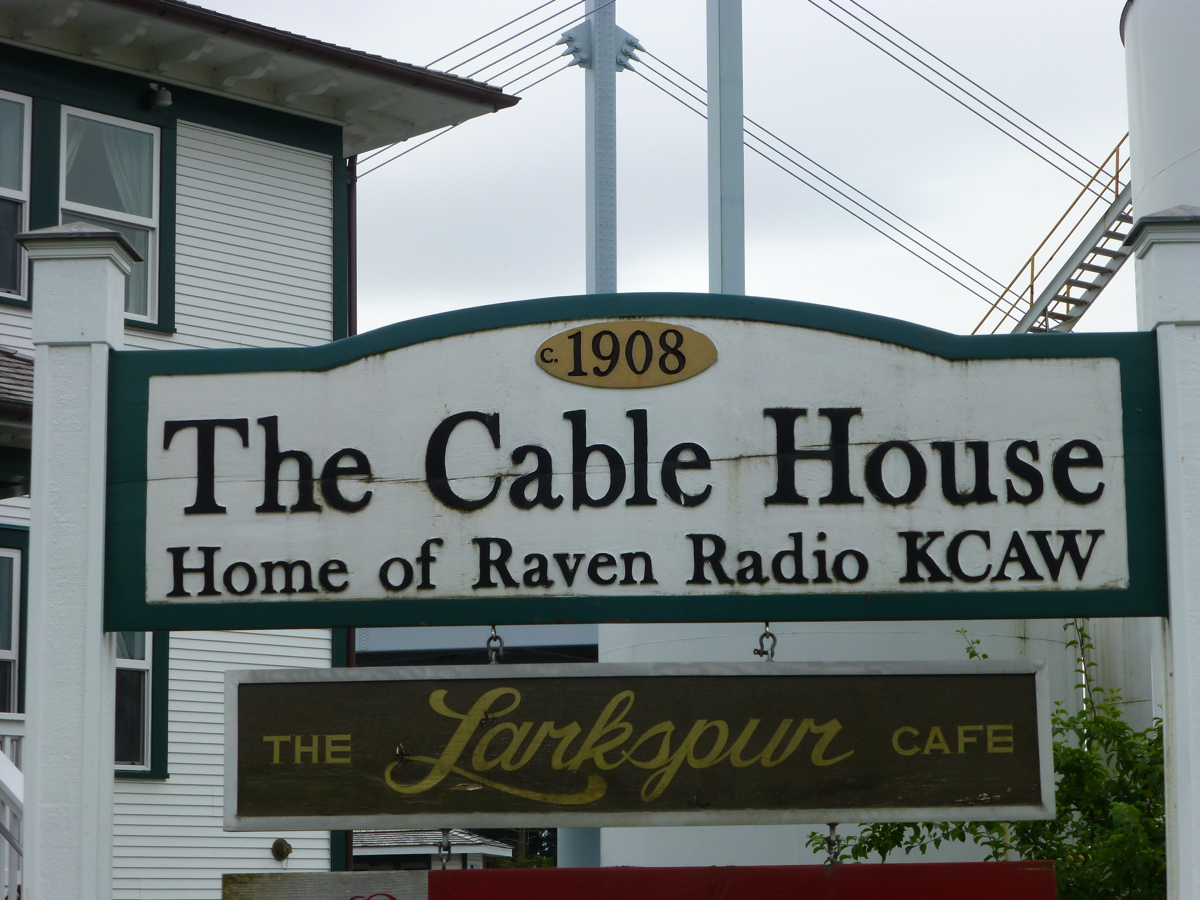 c. 1908
The Cable House
Home of Raven Radio KCAW
THE Larkspur CAFE